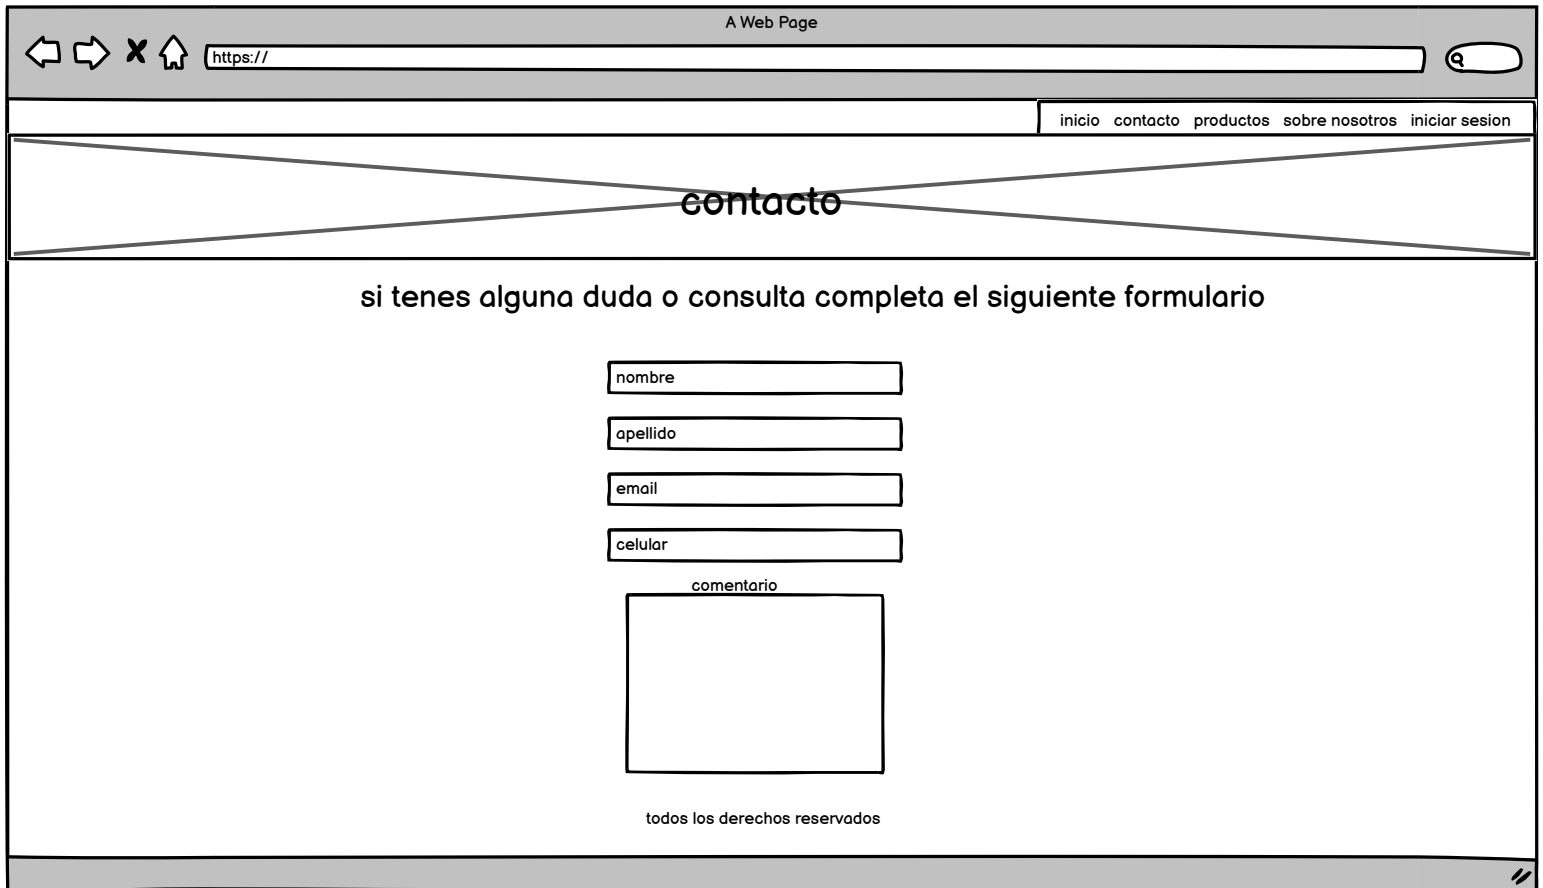 A Web Page
https://
inicio contacto productos sobre nosotros iniciar sesion
contacto
si tenes alguna duda o consulta completa el siguiente formulario
nombre
apellido
email
celular
comentario
todos los derechos reservados